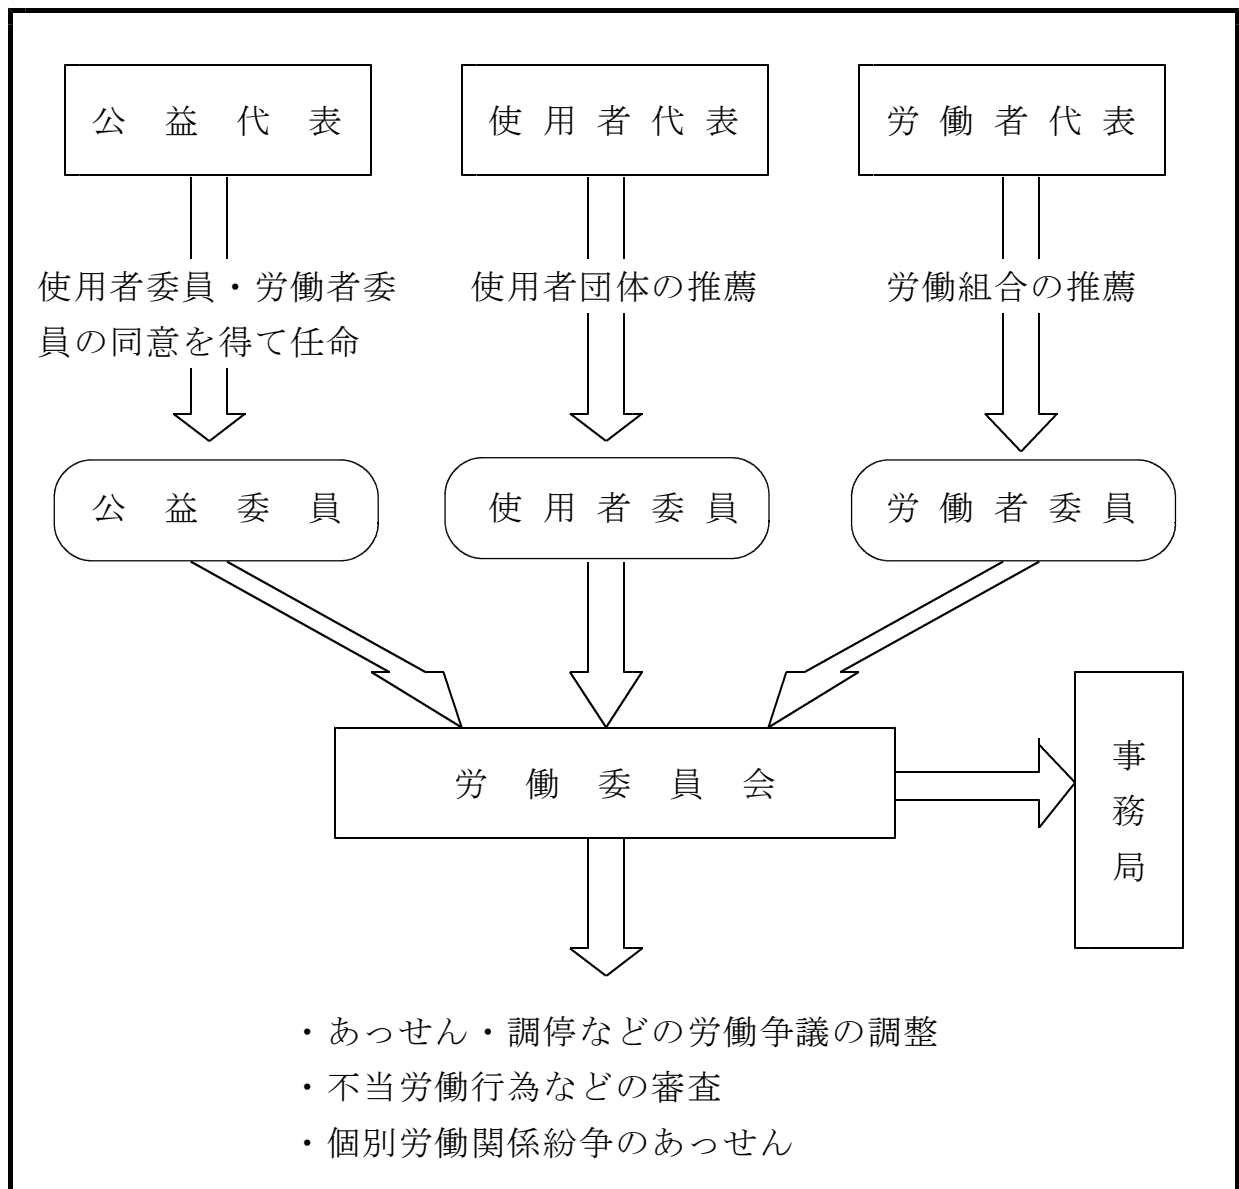 公益代表
使用者代表
労働者代表
使用者委員・労働者委
員の同意を得て任命
使用者団体の推薦
労働組合の推薦
公益委員
使用者委員
労働者委員
労働委員会
事務局
・あっせん・調停などの労働争議の調整
・不当労働行為などの審査
・個別労働関係紛争のあっせん